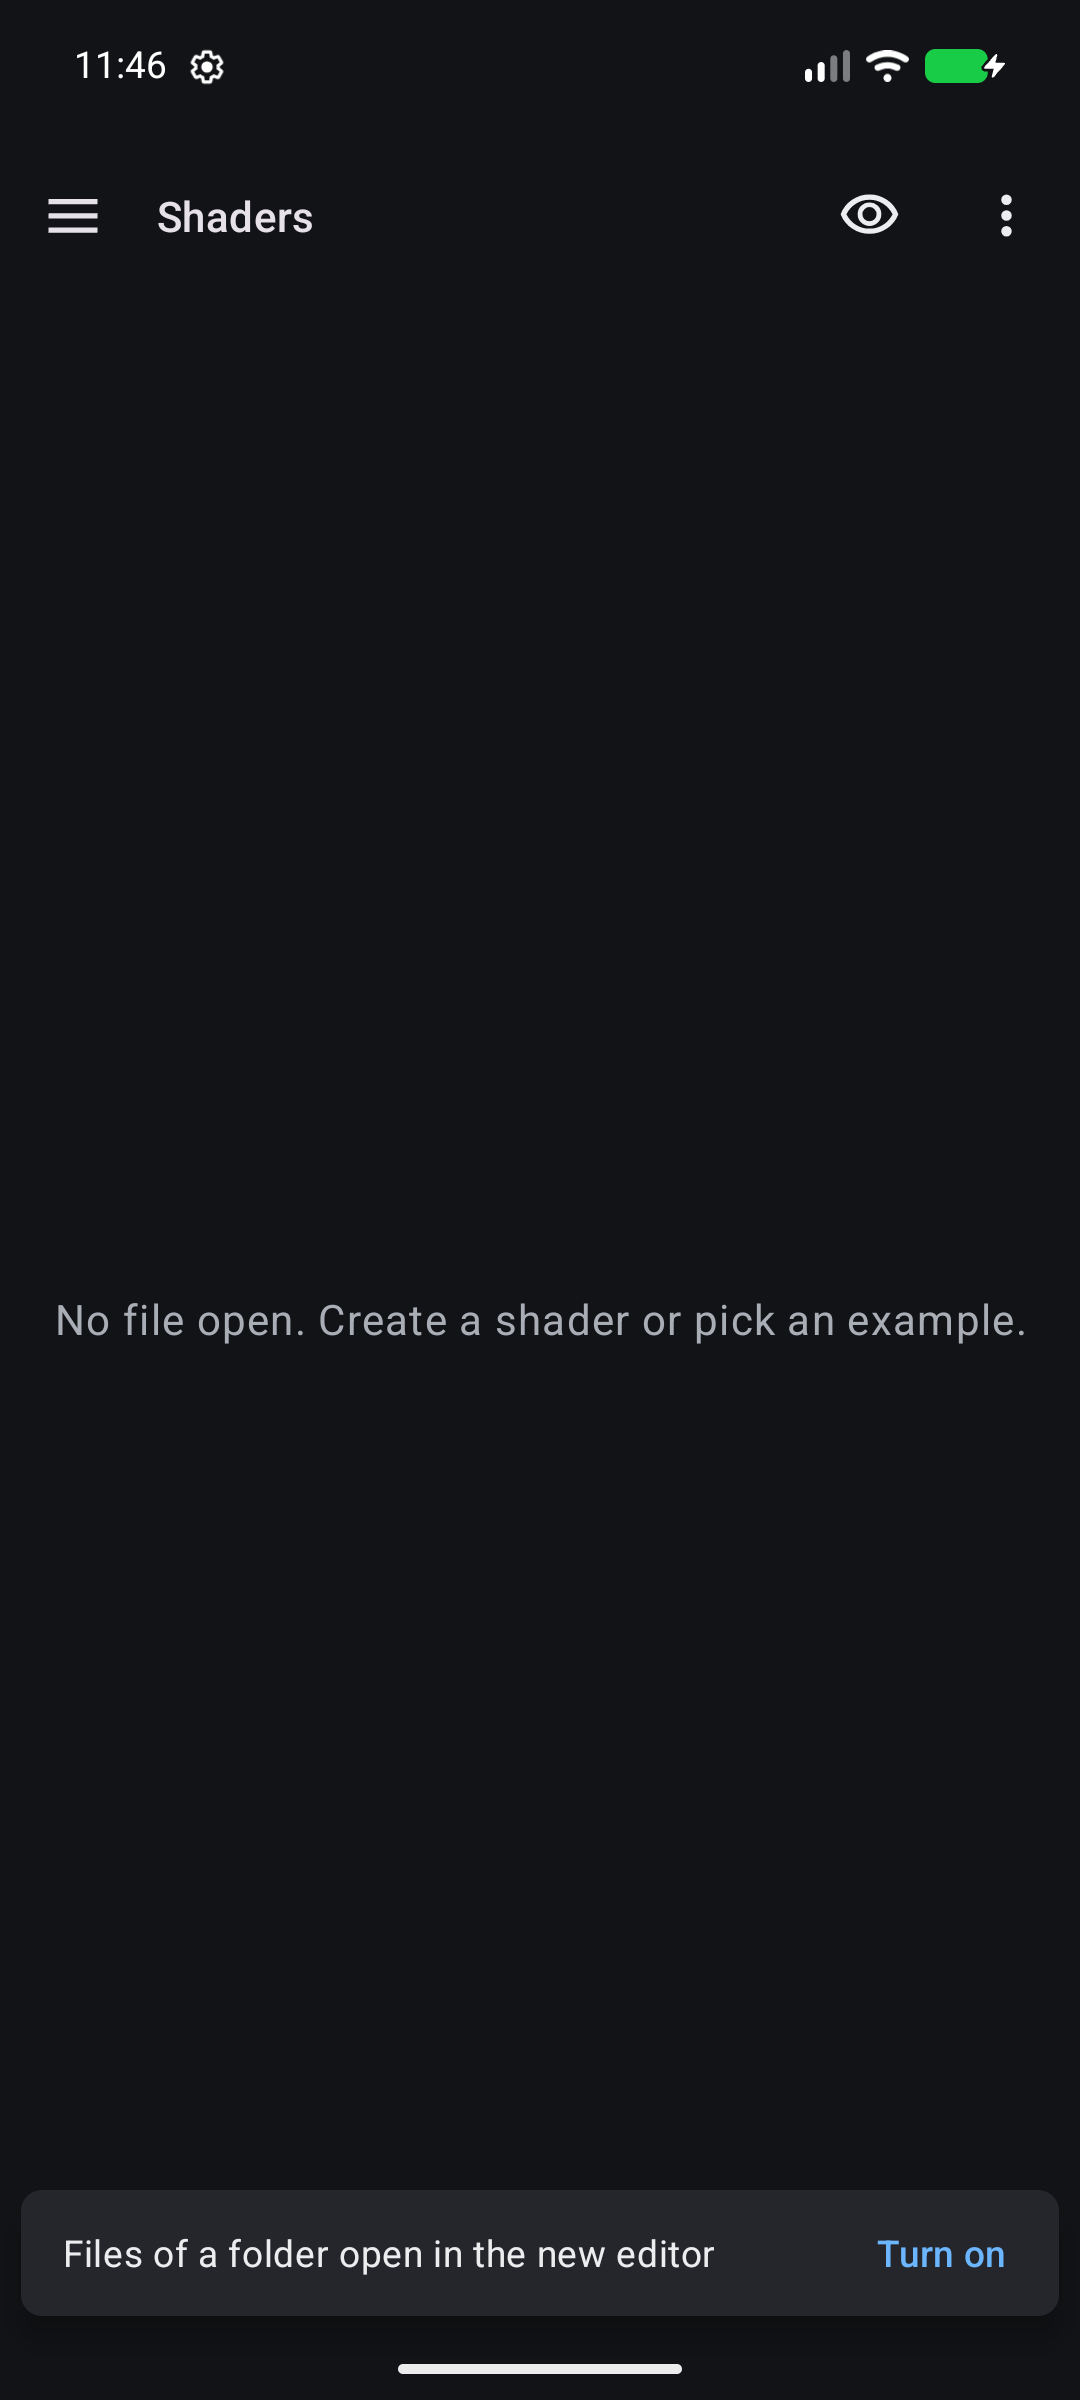 11:46
Shaders
No file open. Create a shader or pick an example.
Files of a folder open in the new editor
Turn on